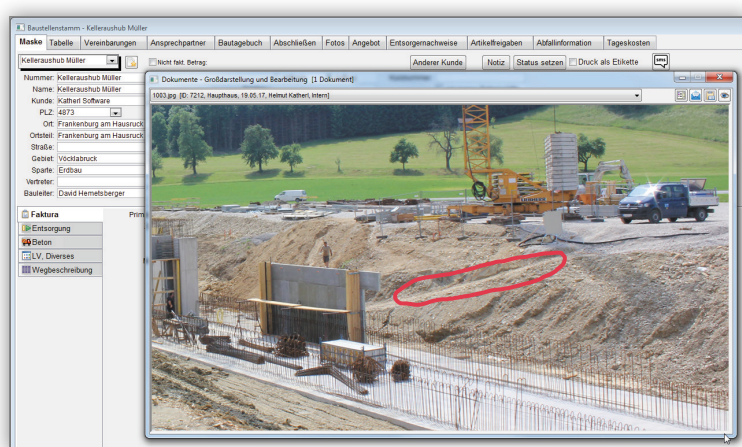 Baustellenstamm - Kelleraushub Müller
Maske Tabelle Vereinbarungen Ansprechpartner Bautagebuch Abschließen Fotos Angebot Entsorgernachweise Artikelfreigaben Abfallinformation Tageskosten
Kelleraushub Müller Nicht fakt. Betrag: Anderer Kunde Notiz Status setzen Druck als Etikette
Nummer: Kelleraushub Müller
Name: Kelleraushub Müller
Kunde: Katherl Software
PLZ: 4873
Ort: Frankenburg am Hausruck
Ortsteil: Frankenburg am Hausruck
Straße:
Gebiet: Vöcklabruck
Sparte: Erdbau
Vertreter:
Bauleiter: David Hemetsberger
Faktura
Entsorgung
Beton
LV, Diverses
Wegbeschreibung
Prim
Dokumente - Großdarstellung und Bearbeitung [1 Dokument]
1003.jpg [ID: 7212, Haupthaus, 19.05.17, Helmut Katherl, Intern]
LIEBHERR